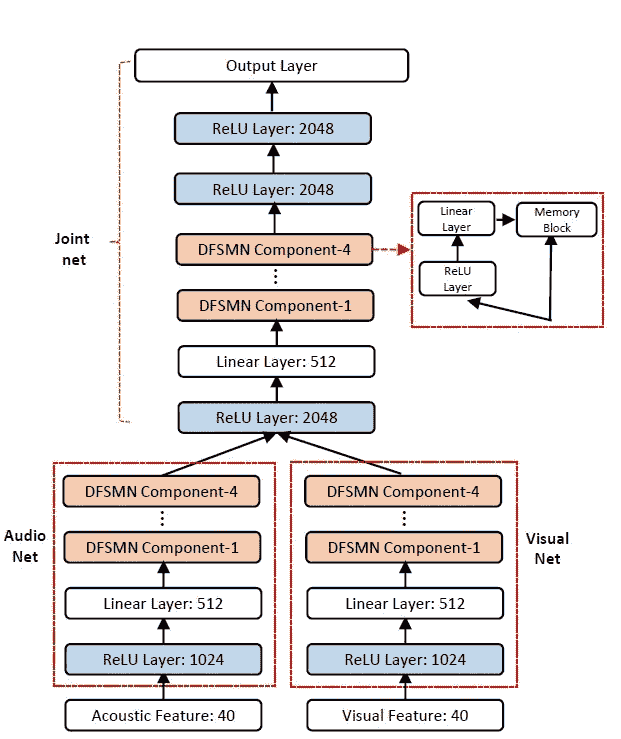 Output Layer
ReLU Layer: 2048
ReLU Layer: 2048
Joint
net
DFSMN Component-4
Linear
Layer
Memory
Block
ReLU
Layer
DFSMN Component-1
Linear Layer: 512
ReLU Layer: 2048
Audio
Net
DFSMN Component-4
DFSMN Component-1
Linear Layer: 512
ReLU Layer: 1024
Acoustic Feature: 40
DFSMN Component-4
DFSMN Component-1
Linear Layer: 512
ReLU Layer: 1024
Visual Feature: 40
Visual
Net